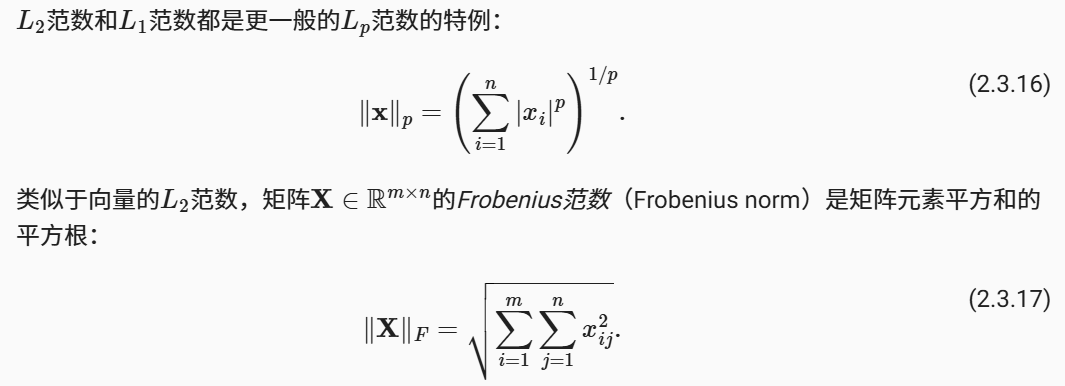 $L_2$范数和$L_1$范数都是更一般的$L_p$范数的特例：
$$\|\mathbf{x}\|_p = \left(\sum_{i=1}^n |x_i|^p \right)^{1/p}.$$ (2.3.16)
类似于向量的$L_2$范数，矩阵$\mathbf{X} \in \mathbb{R}^{m \times n}$的*Frobenius范数*（Frobenius norm）是矩阵元素平方和的
平方根：
$$\|\mathbf{X}\|_F = \sqrt{\sum_{i=1}^m \sum_{j=1}^n x_{ij}^2}.$$ (2.3.17)